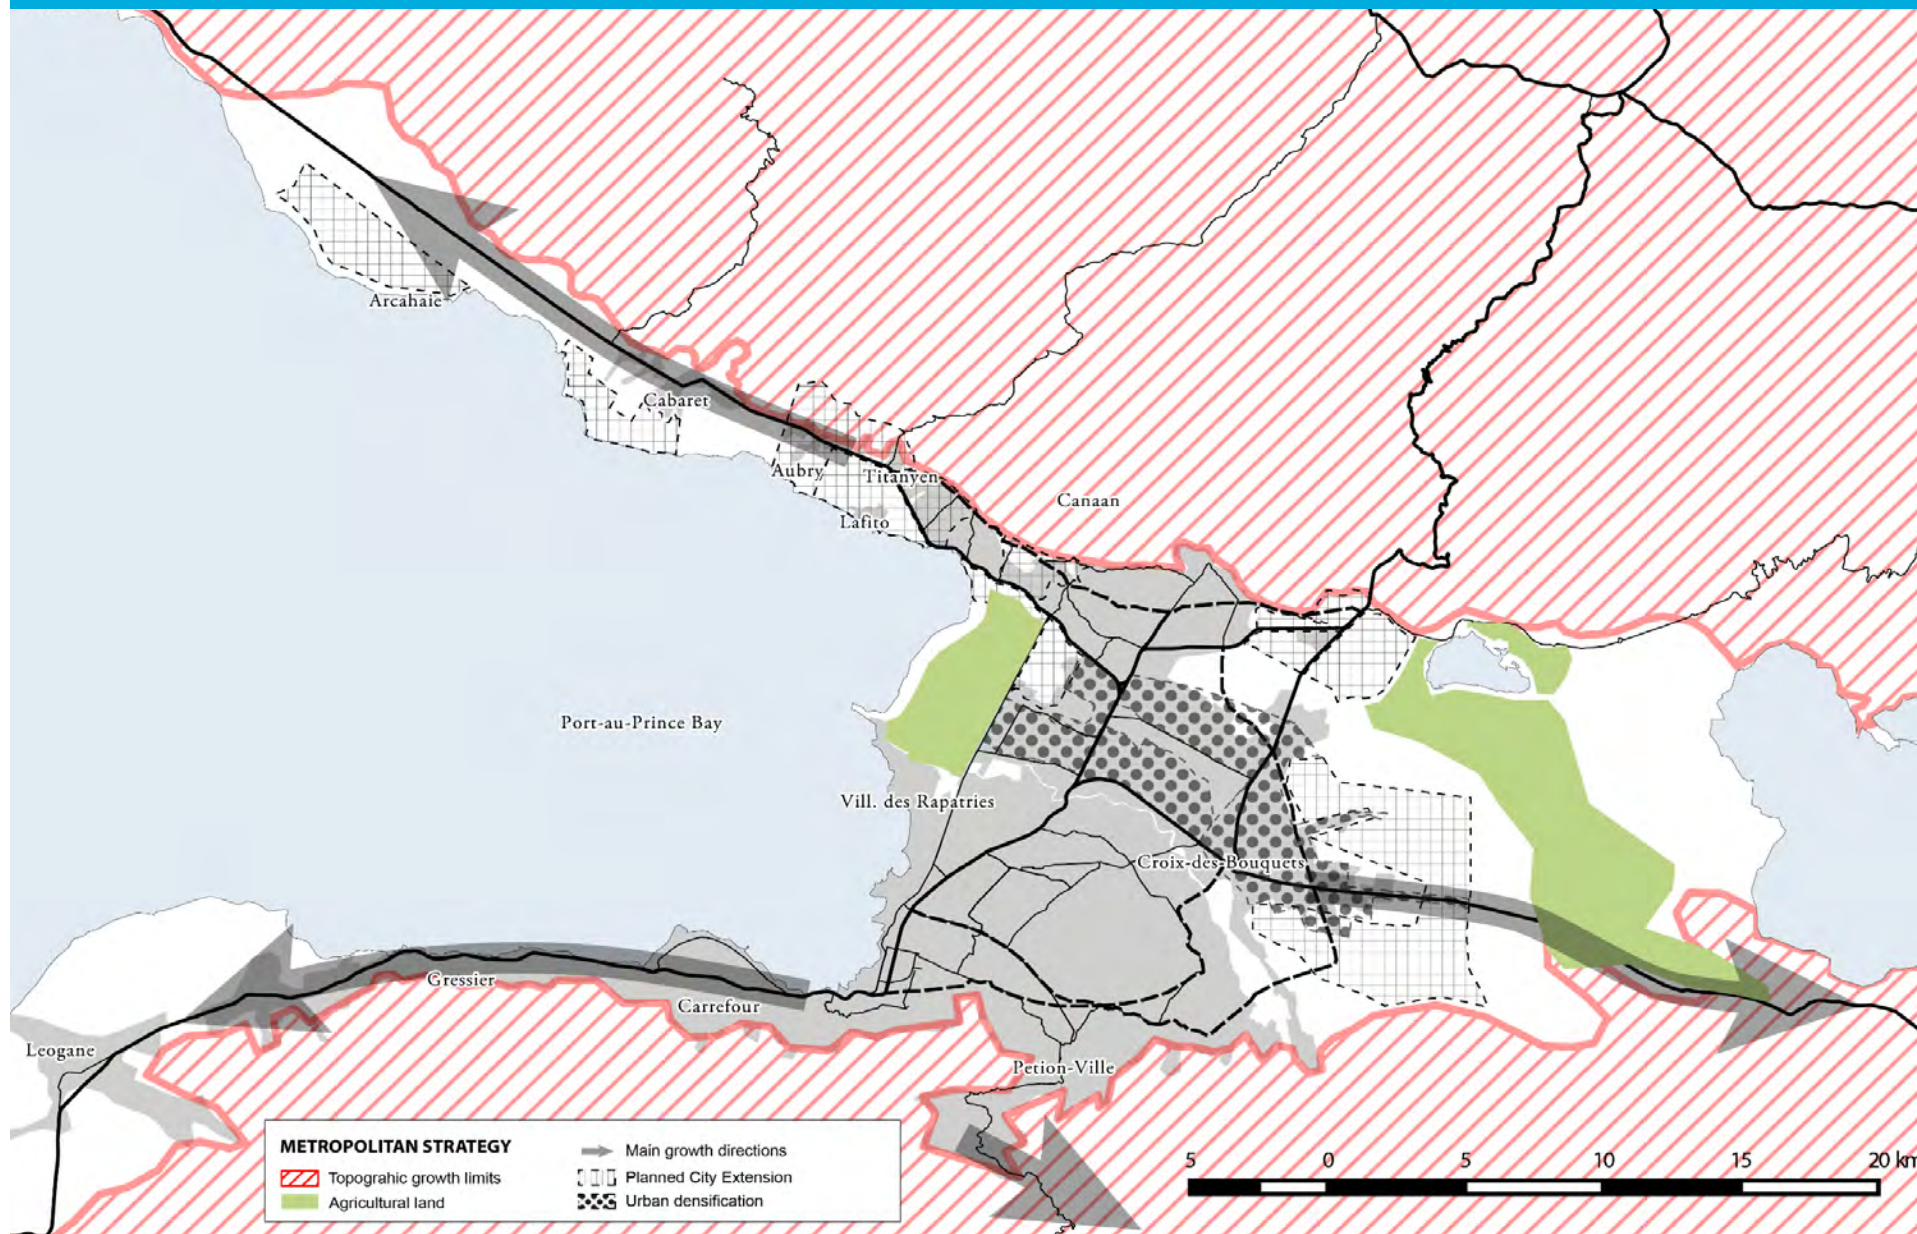 Arcahaie
Cabaret
Aubry
Titanyen
Canaan
Lafito
Port-au-Prince Bay
Vill. des Rapatries
Croix-des-Bouquets
Gressier
Carrefour
Leogane
Petion-Ville
METROPOLITAN STRATEGY
Topograhic growth limits
Agricultural land
Main growth directions
Planned City Extension
Urban densification
5 0 5 10 15 20 km